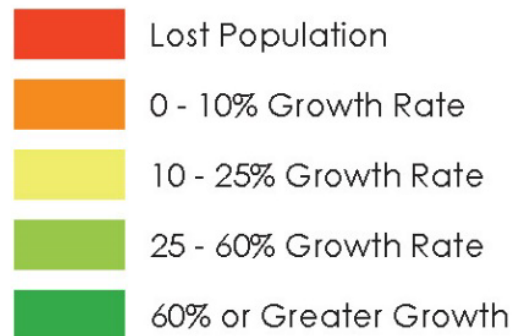 Lost Population
0 - 10% Growth Rate
10 - 25% Growth Rate
25 - 60% Growth Rate
60% or Greater Growth